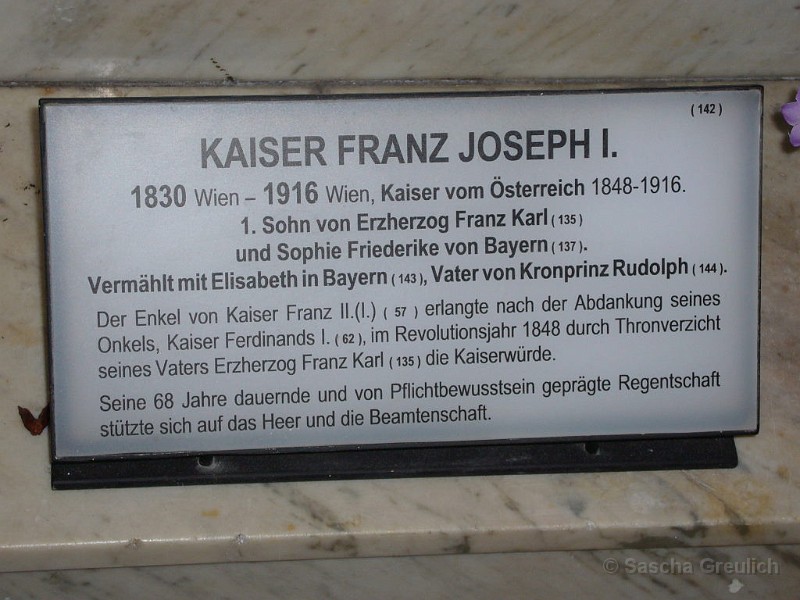 ( 142 )
KAISER FRANZ JOSEPH I.
1830 Wien – 1916 Wien, Kaiser vom Österreich 1848-1916.
1. Sohn von Erzherzog Franz Karl ( 135 )
und Sophie Friederike von Bayern ( 137 ).
Vermählt mit Elisabeth in Bayern ( 143 ), Vater von Kronprinz Rudolph ( 144 ).
Der Enkel von Kaiser Franz II.(I.) ( 57 ) erlangte nach der Abdankung seines
Onkels, Kaiser Ferdinands I. ( 62 ), im Revolutionsjahr 1848 durch Thronverzicht
seines Vaters Erzherzog Franz Karl ( 135 ) die Kaiserwürde.
Seine 68 Jahre dauernde und von Pflichtbewusstsein geprägte Regentschaft
stützte sich auf das Heer und die Beamtenschaft.
© Sascha Greulich